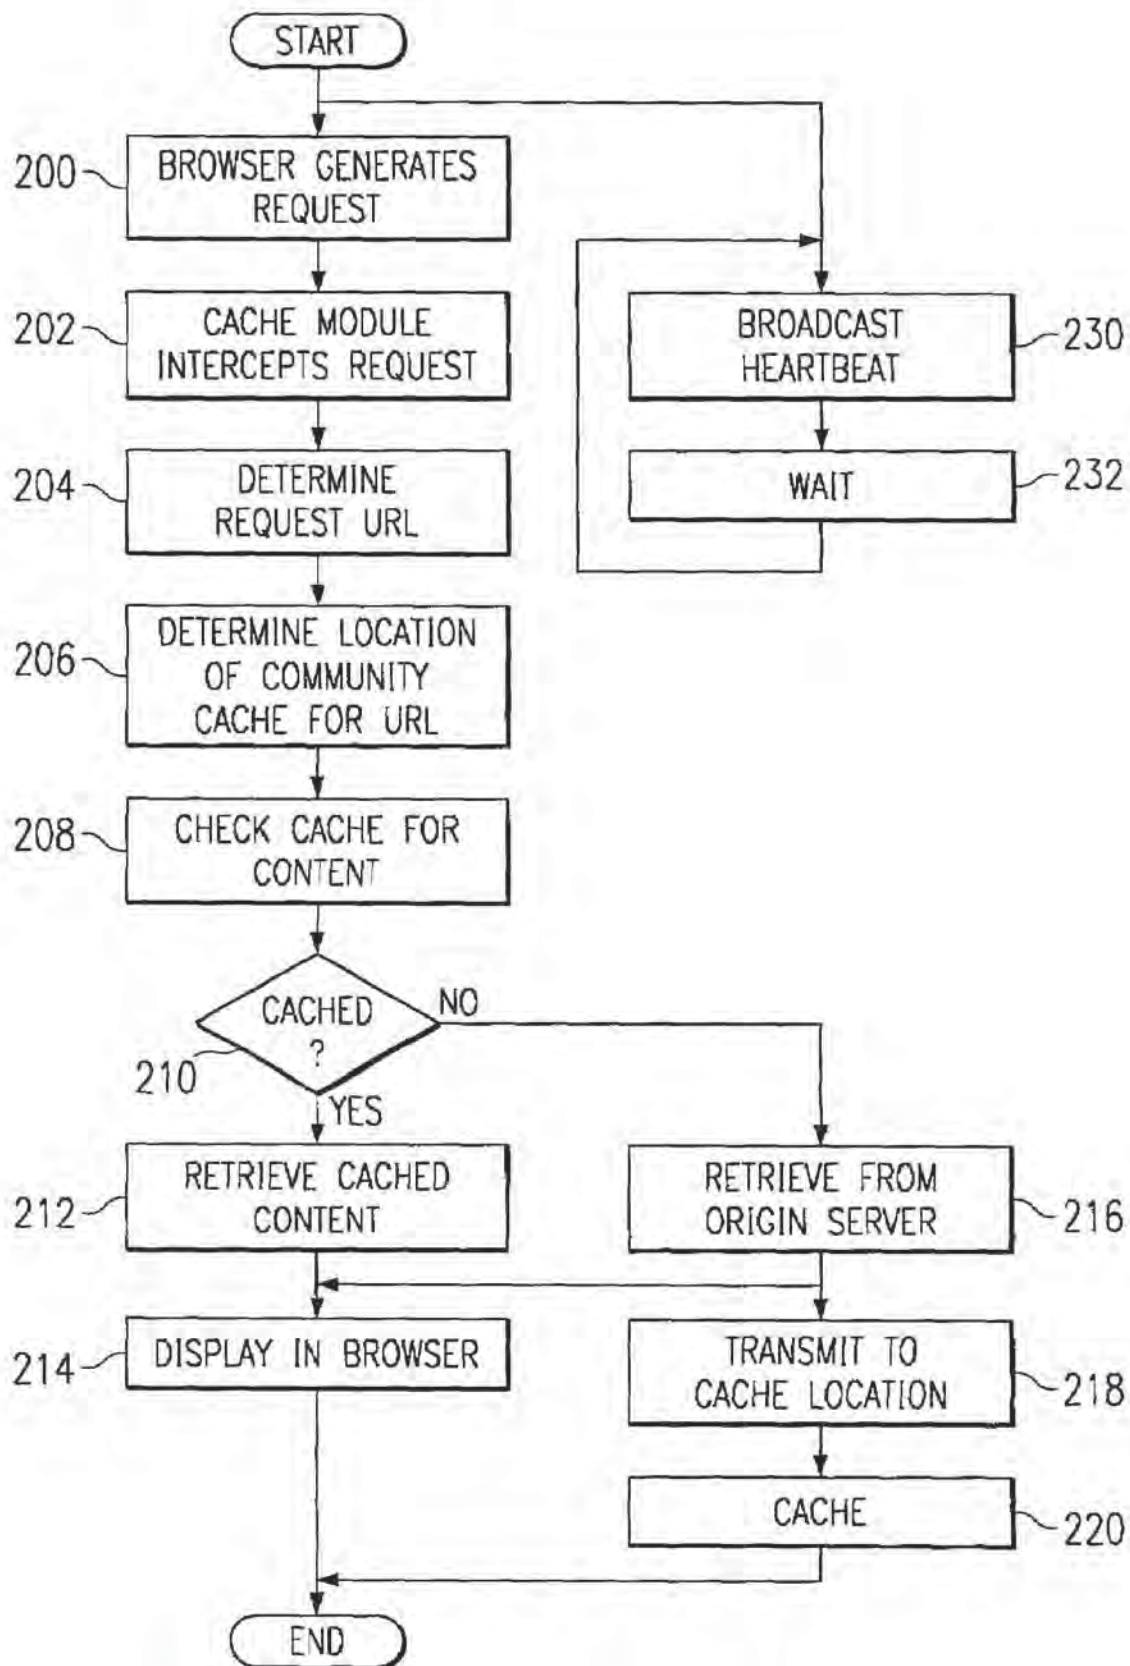 START
200
BROWSER GENERATES
REQUEST
202
CACHE MODULE
INTERCEPTS REQUEST
BROADCAST
HEARTBEAT
230
204
DETERMINE
REQUEST URL
WAIT
232
206
DETERMINE LOCATION
OF COMMUNITY
CACHE FOR URL
208
CHECK CACHE FOR
CONTENT
CACHED
?
NO
210
YES
212
RETRIEVE CACHED
CONTENT
RETRIEVE FROM
ORIGIN SERVER
216
214
DISPLAY IN BROWSER
TRANSMIT TO
CACHE LOCATION
218
CACHE
220
END